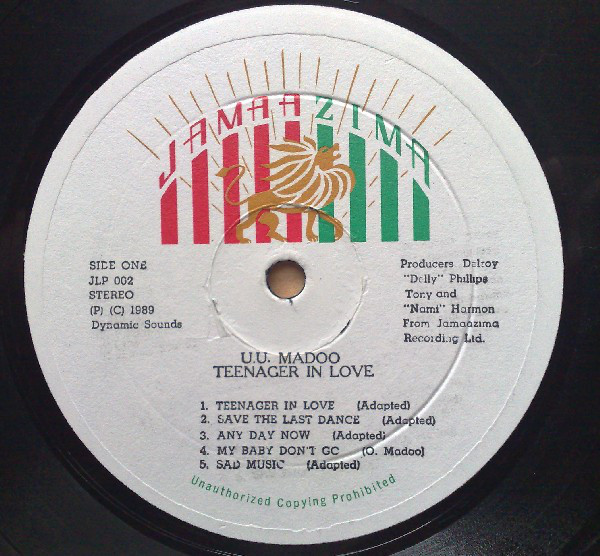 JAMAAZIMA
SIDE ONE
JLP 002
STEREO
(P) (C) 1989
Dynamic Sounds
Producers Delroy
"Delly" Phillips
Tony and
"Nami" Harmon
From Jamaazima
Recording Ltd.
U.U. MADOO
TEENAGER IN LOVE
1. TEENAGER IN LOVE (Adapted)
2. SAVE THE LAST DANCE (Adapted)
3. ANY DAY NOW (Adapted)
4. MY BABY DON'T GO (O. Madoo)
5. SAD MUSIC (Adapted)
Unauthorized Copying Prohibited